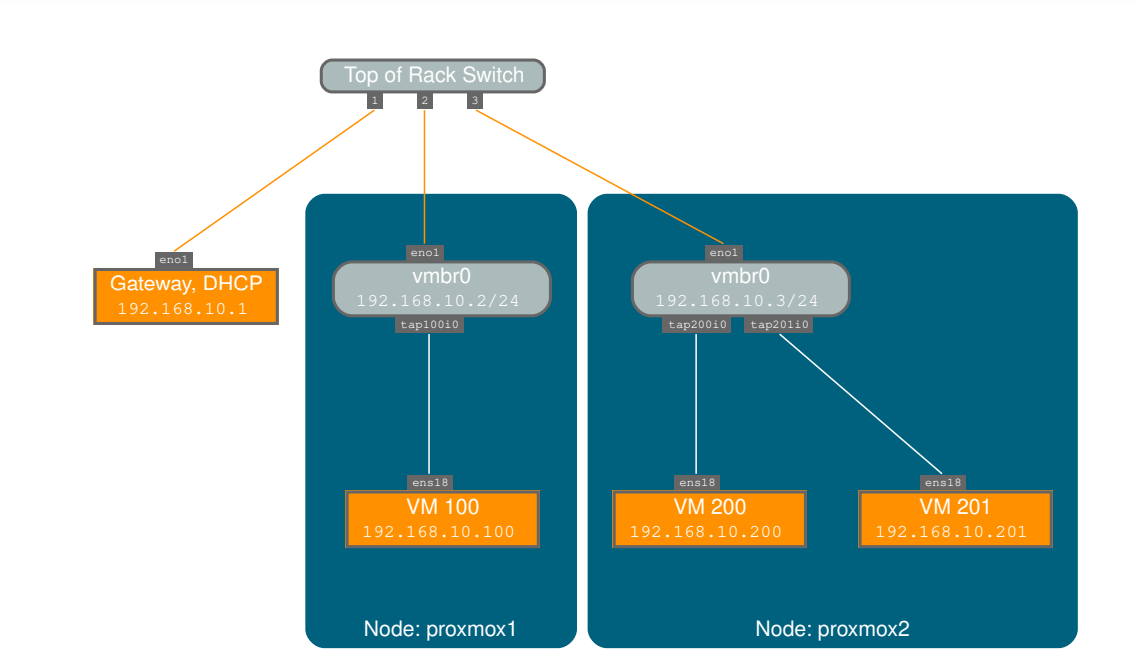 Top of Rack Switch
1 2 3
eno1
Gateway, DHCP
192.168.10.1
eno1
vmbr0
192.168.10.2/24
tap100i0
ens18
VM 100
192.168.10.100
Node: proxmox1
eno1
vmbr0
192.168.10.3/24
tap200i0 tap201i0
ens18
VM 200
192.168.10.200
ens18
VM 201
192.168.10.201
Node: proxmox2